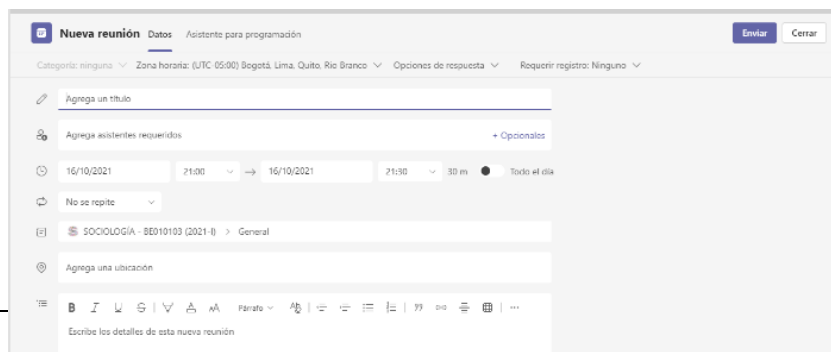 Nueva reunión Datos Asistente para programación Enviar Cerrar
Categoría: ninguna Zona horaria: (UTC-05:00) Bogotá, Lima, Quito, Rio Branco Opciones de respuesta Requerir registro: Ninguno
Agrega un título
Agrega asistentes requeridos + Opcionales
16/10/2021 21:00 → 16/10/2021 21:30 30 m Todo el día
No se repite
SOCIOLOGÍA - BE010103 (2021-I) > General
Agrega una ubicación
B I U S A AA Párrafo
Escribe los detalles de esta nueva reunión